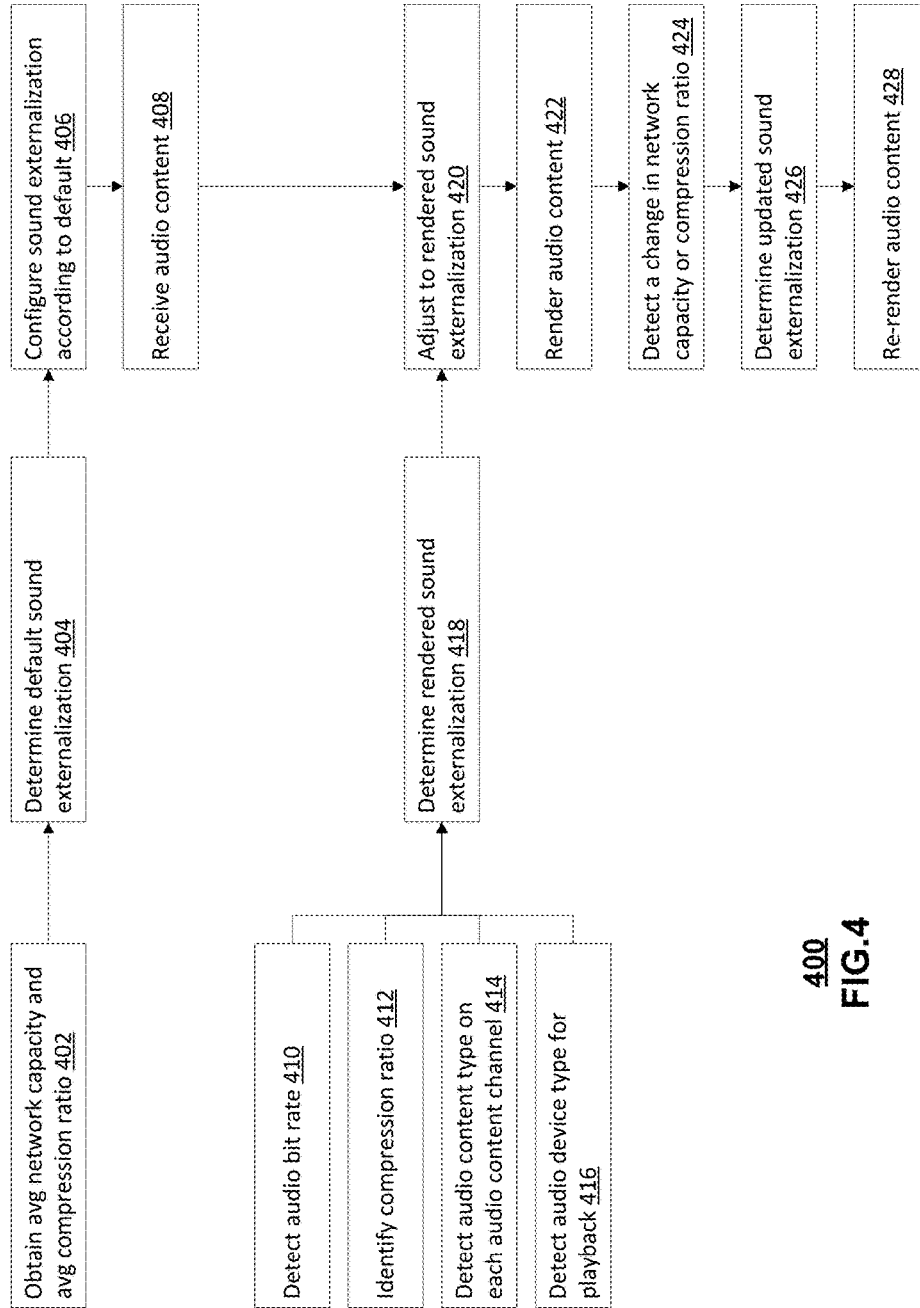 Obtain avg network capacity and
avg compression ratio 402
Determine default sound
externalization 404
Configure sound externalization
according to default 406
Receive audio content 408
Detect audio bit rate 410
Identify compression ratio 412
Detect audio content type on
each audio content channel 414
Detect audio device type for
playback 416
Determine rendered sound
externalization 418
Adjust to rendered sound
externalization 420
Render audio content 422
Detect a change in network
capacity or compression ratio 424
Determine updated sound
externalization 426
Re-render audio content 428
400
FIG.4